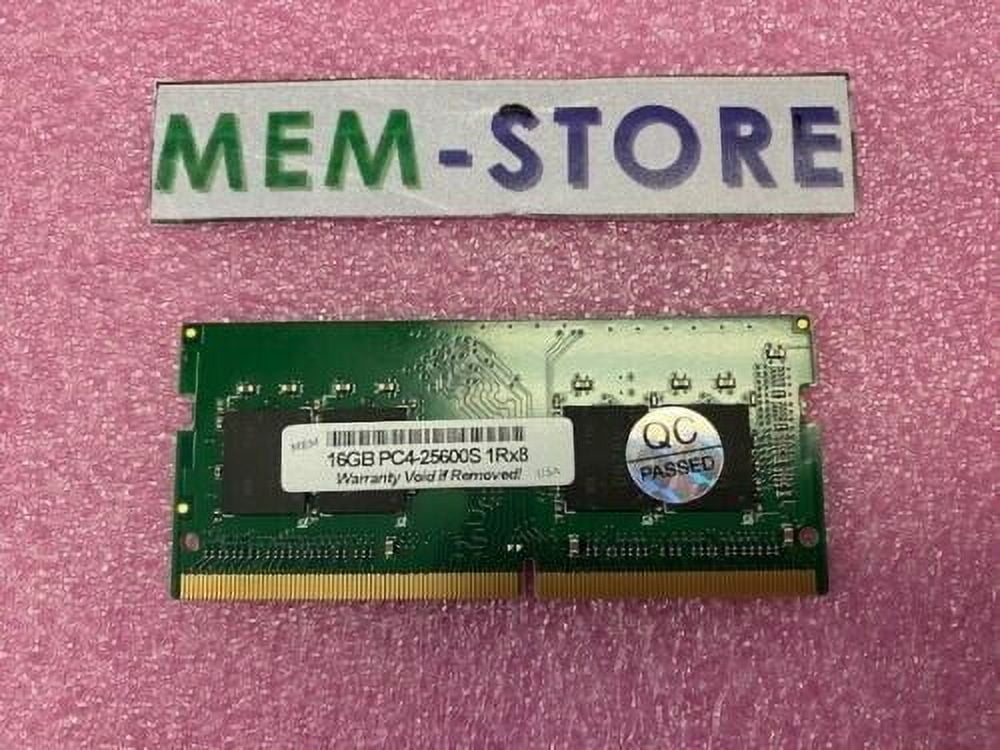 MEM-STORE
MEM
16GB PC4-25600S 1Rx8
Warranty Void if Removed!
USA
QC
PASSED